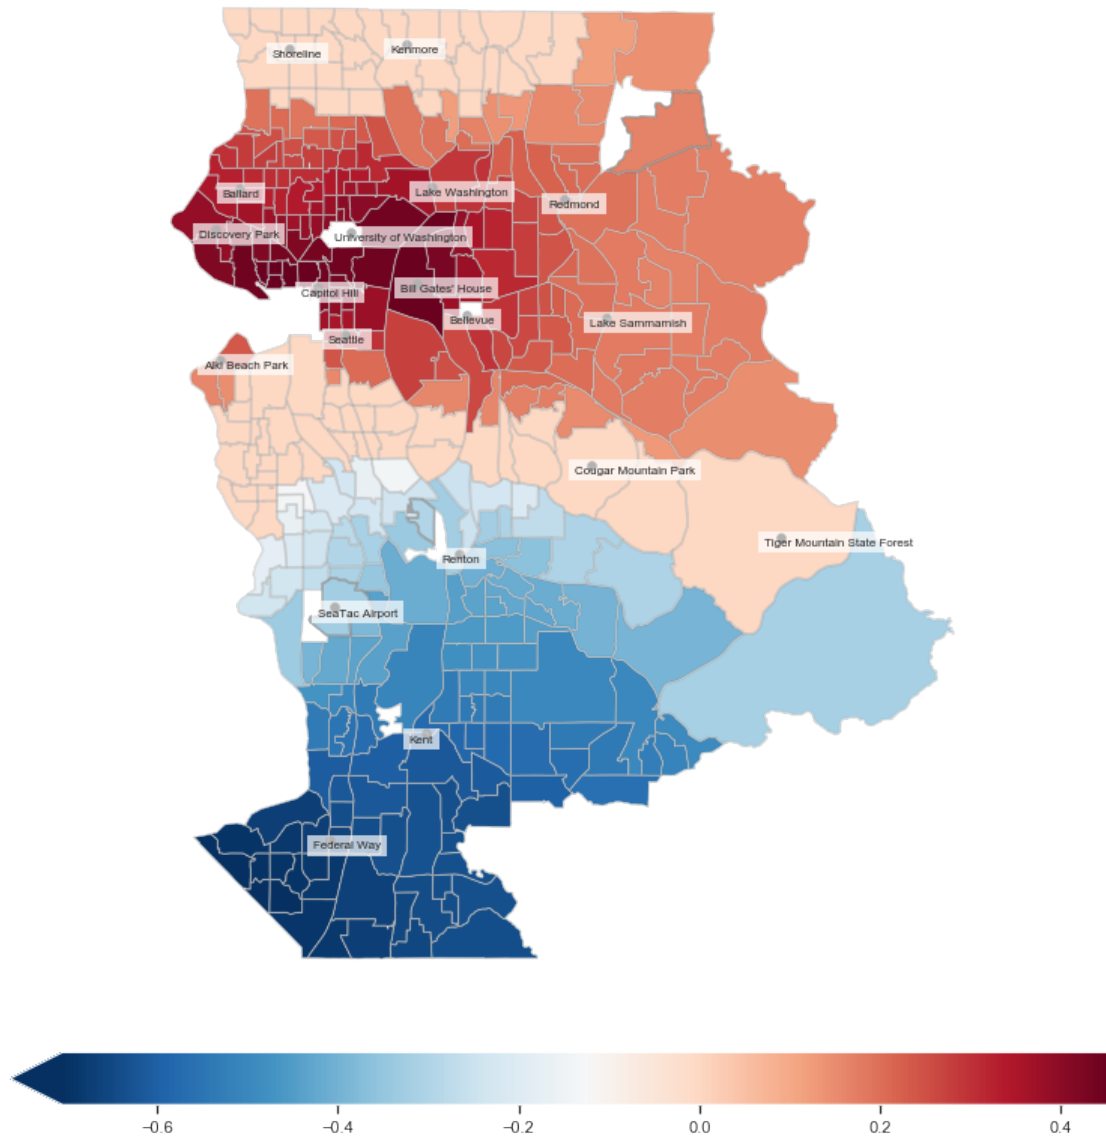 Shoreline
Kenmore
Ballard
Lake Washington
Redmond
Discovery Park
University of Washington
Capitol Hill
Bill Gates' House
Bellevue
Lake Sammamish
Seattle
Alki Beach Park
Cougar Mountain Park
Tiger Mountain State Forest
Renton
SeaTac Airport
Kent
Federal Way
−0.6 −0.4 −0.2 0.0 0.2 0.4